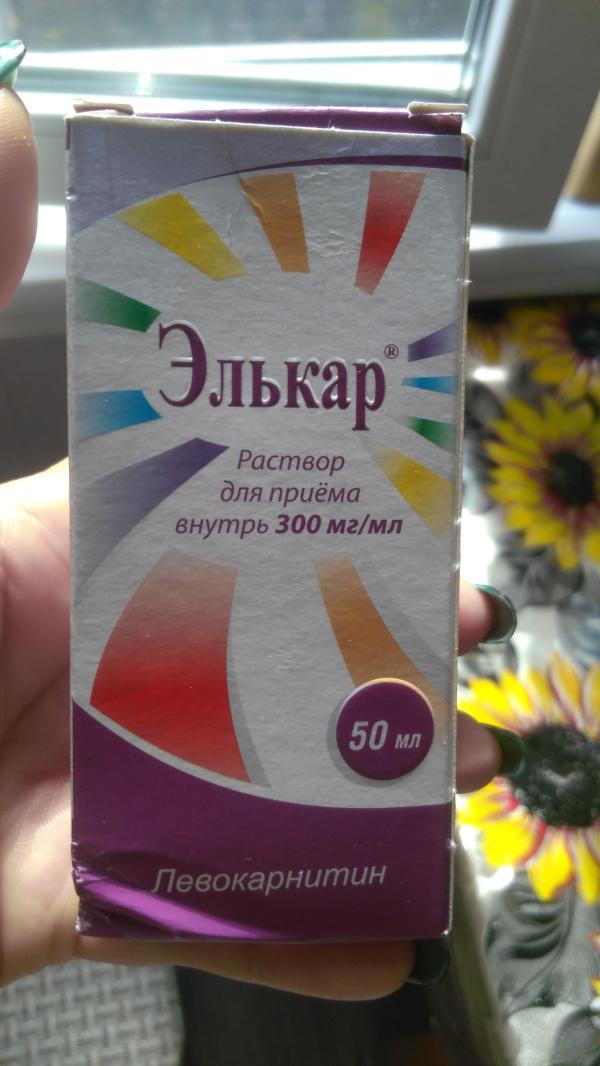 Элькар®
Раствор
для приёма
внутрь 300 мг/мл
50 мл
Левокарнитин